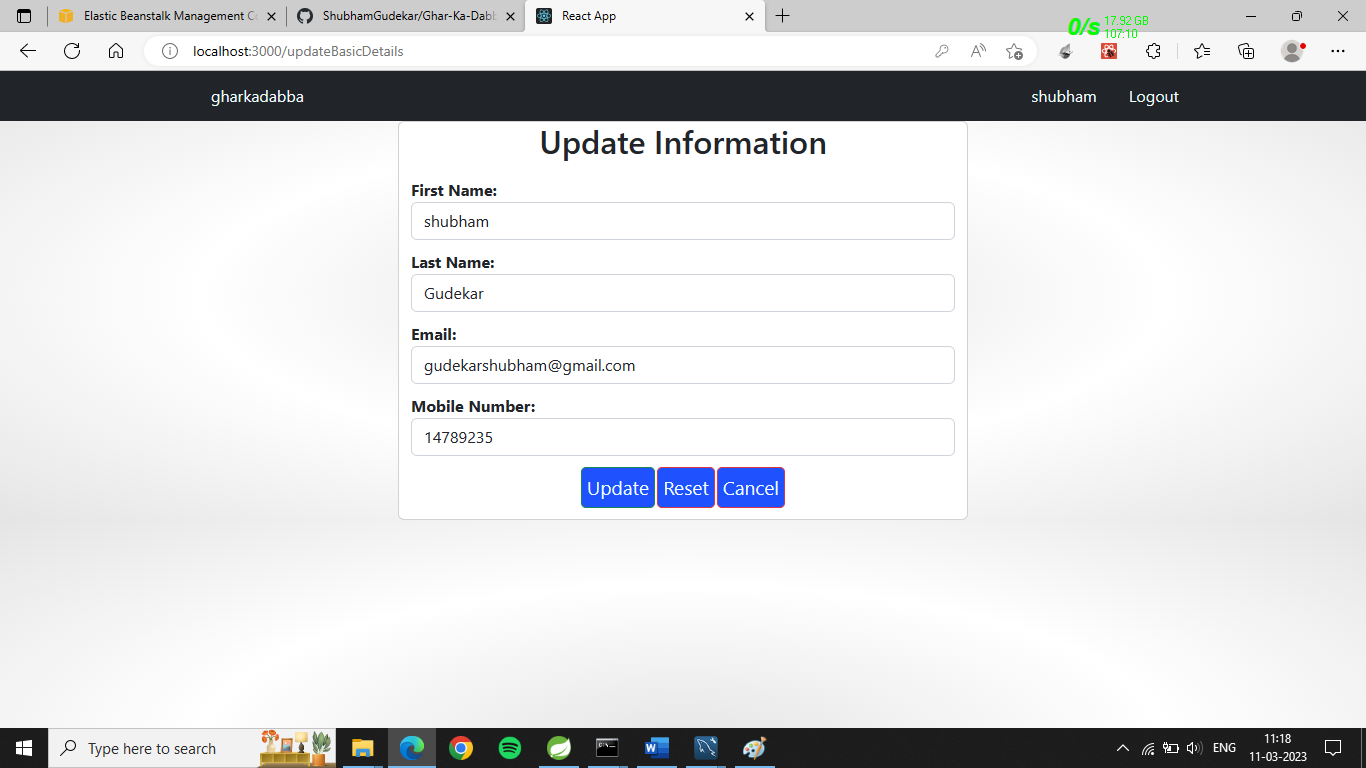 Elastic Beanstalk Management Co
ShubhamGudekar/Ghar-Ka-Dabb
React App
0/s 17.92 GB
107:10
localhost:3000/updateBasicDetails
gharkadabba
shubham
Logout
Update Information
First Name:
shubham
Last Name:
Gudekar
Email:
gudekarshubham@gmail.com
Mobile Number:
14789235
Update Reset Cancel
Type here to search
ENG
11:18
11-03-2023